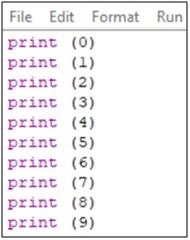 File Edit Format Run
print (0)
print (1)
print (2)
print (3)
print (4)
print (5)
print (6)
print (7)
print (8)
print (9)